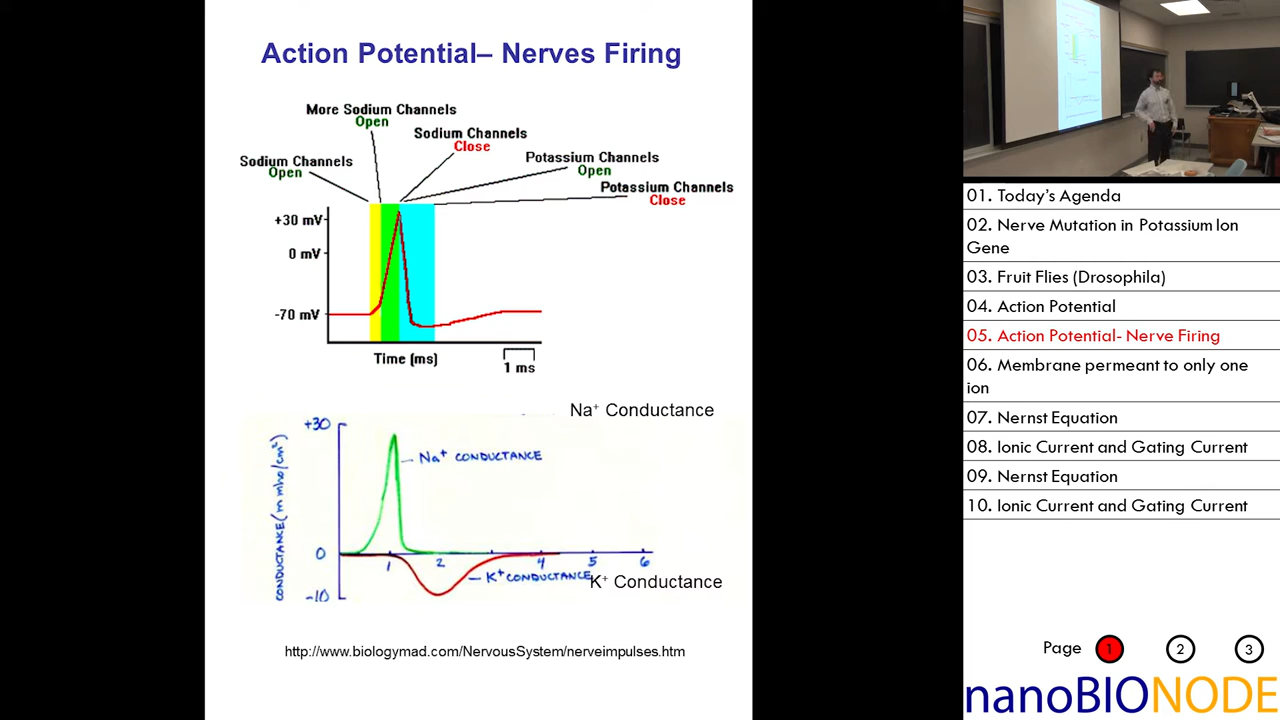 Action Potential– Nerves Firing
More Sodium Channels
Open
Sodium Channels
Close
Sodium Channels
Open
Potassium Channels
Open
Potassium Channels
Close
+30 mV
0 mV
-70 mV
Time (ms)
1 ms
Na⁺ Conductance
+30
Na⁺ CONDUCTANCE
CONDUCTANCE (m mho/cm²)
0
1
2
4
5
6
K⁺ CONDUCTANCE
K⁺ Conductance
-10
http://www.biologymad.com/NervousSystem/nerveimpulses.htm
01. Today's Agenda
02. Nerve Mutation in Potassium Ion
Gene
03. Fruit Flies (Drosophila)
04. Action Potential
05. Action Potential- Nerve Firing
06. Membrane permeant to only one
ion
07. Nernst Equation
08. Ionic Current and Gating Current
09. Nernst Equation
10. Ionic Current and Gating Current
Page 1 2 3
nanoBIONODE